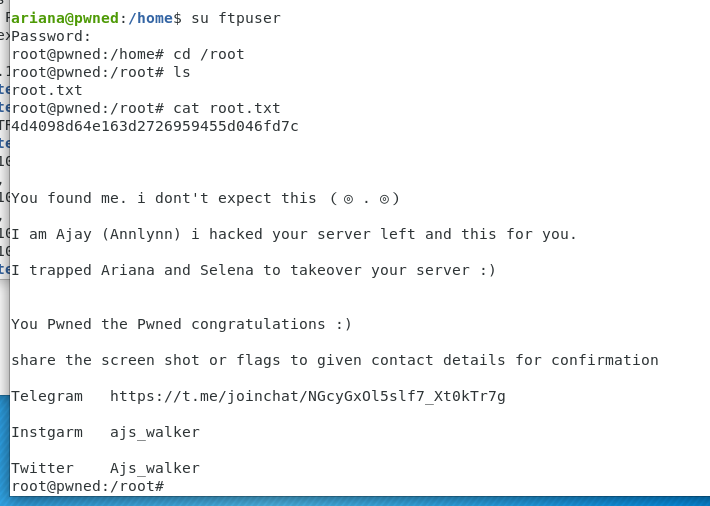 ariana@pwned:/home$ su ftpuser
Password:
root@pwned:/home# cd /root
root@pwned:/root# ls
root.txt
root@pwned:/root# cat root.txt
4d4098d64e163d2726959455d046fd7c
You found me. i dont't expect this （◎ . ◎）
I am Ajay (Annlynn) i hacked your server left and this for you.
I trapped Ariana and Selena to takeover your server :)
You Pwned the Pwned congratulations :)
share the screen shot or flags to given contact details for confirmation
Telegram   https://t.me/joinchat/NGcyGxOl5slf7_Xt0kTr7g
Instgarm   ajs_walker
Twitter    Ajs_walker
root@pwned:/root#